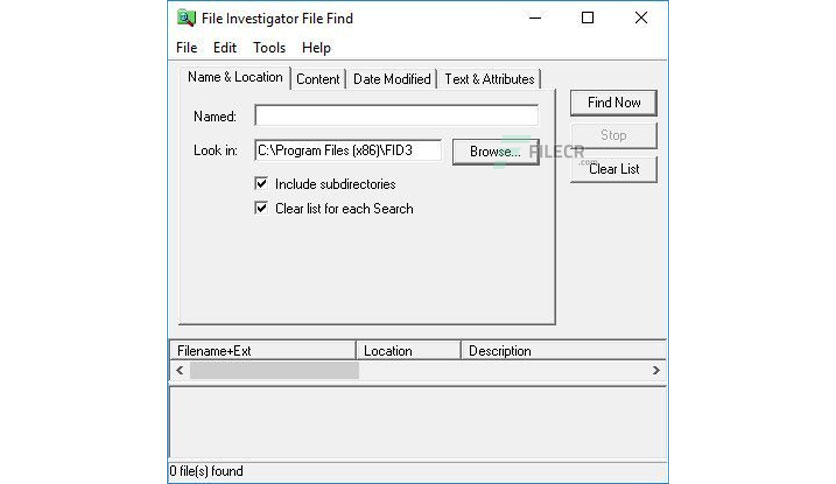 File Investigator File Find
File Edit Tools Help
Name & Location Content Date Modified Text & Attributes
Named:
Look in: C:\Program Files (x86)\FID3 Browse...
Include subdirectories
Clear list for each Search
Find Now
Stop
Clear List
FILECR
.com
Filename+Ext Location Description
0 file(s) found